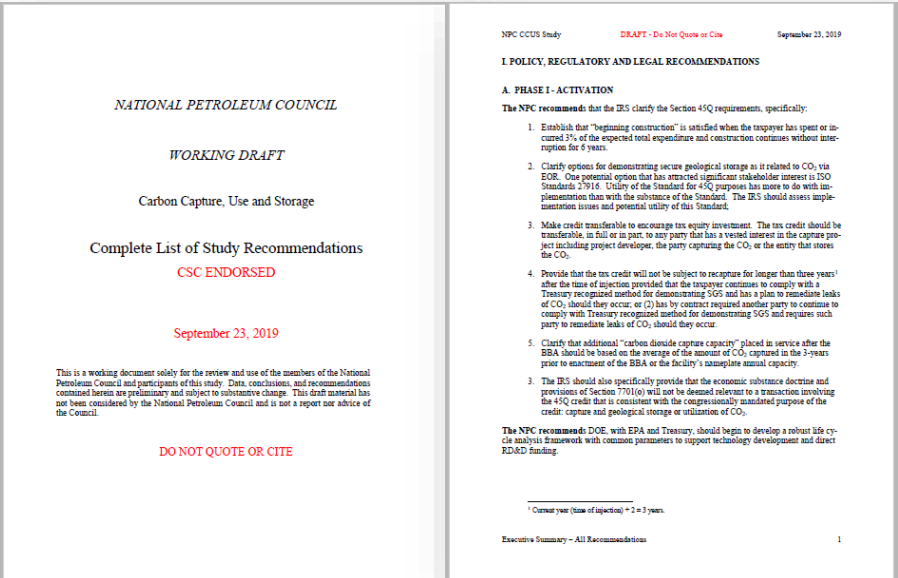 NATIONAL PETROLEUM COUNCIL
WORKING DRAFT
Carbon Capture, Use and Storage
Complete List of Study Recommendations
CSC ENDORSED
September 23, 2019
This is a working document solely for the review and use of the members of the National
Petroleum Council and participants of this study. Data, conclusions, and recommendations
contained herein are preliminary and subject to substantive change. This draft material has
not been considered by the National Petroleum Council and is not a report nor advice of
the Council.
DO NOT QUOTE OR CITE
NPC CCUS Study DRAFT - Do Not Quote or Cite September 23, 2019
I. POLICY, REGULATORY AND LEGAL RECOMMENDATIONS
A. PHASE I - ACTIVATION
The NPC recommends that the IRS clarify the Section 45Q requirements, specifically:
1. Establish that “beginning construction” is satisfied when the taxpayer has spent or in-
curred 3% of the expected total expenditure and construction continues without inter-
ruption for 6 years.
2. Clarify options for demonstrating secure geological storage as it related to CO₂ via
EOR. One potential option that has attracted significant stakeholder interest is ISO
Standards 27916. Utility of the Standard for 45Q purposes has more to do with im-
plementation than with the substance of the Standard. The IRS should assess imple-
mentation issues and potential utility of this Standard;
3. Make credit transferable to encourage tax equity investment. The tax credit should be
transferable, in full or in part, to any party that has a vested interest in the capture pro-
ject including project developer, the party capturing the CO₂ or the entity that stores
the CO₂.
4. Provide that the tax credit will not be subject to recapture for longer than three years¹
after the time of injection provided that the taxpayer continues to comply with a
Treasury recognized method for demonstrating SGS and has a plan to remediate leaks
of CO₂ should they occur; or (2) has by contract required another party to continue to
comply with Treasury recognized method for demonstrating SGS and requires such
party to remediate leaks of CO₂ should they occur.
5. Clarify that additional “carbon dioxide capture capacity” placed in service after the
BBA should be based on the average of the amount of CO₂ captured in the 3-years
prior to enactment of the BBA or the facility’s nameplate annual capacity.
3. The IRS should also specifically provide that the economic substance doctrine and
provisions of Section 7701(o) will not be deemed relevant to a transaction involving
the 45Q credit that is consistent with the congressionally mandated purpose of the
credit: capture and geological storage or utilization of CO₂.
The NPC recommends DOE, with EPA and Treasury, should begin to develop a robust life cy-
cle analysis framework with common parameters to support technology development and direct
RD&D funding.
¹ Current year (time of injection) + 2 = 3 years.
Executive Summary – All Recommendations 1